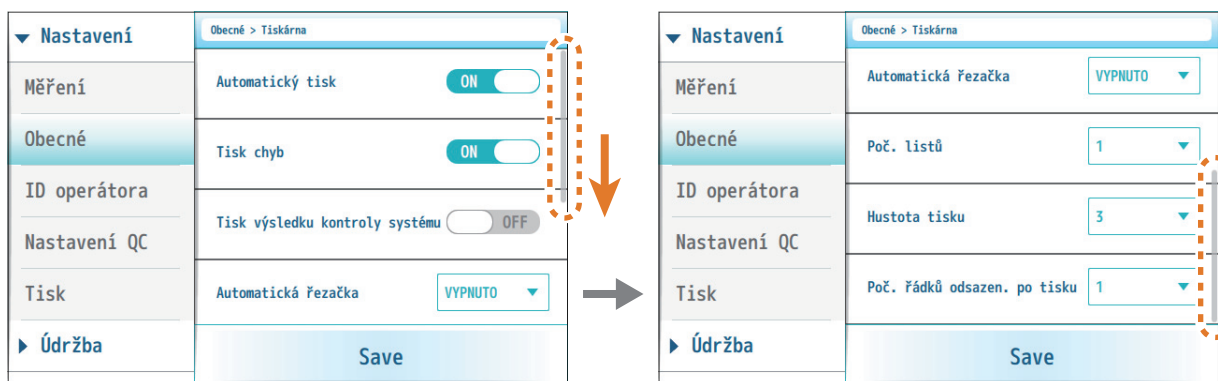 Nastavení
Měření
Obecné
ID operátora
Nastavení QC
Tisk
Údržba
Obecné > Tiskárna
Automatický tisk ON
Tisk chyb ON
Tisk výsledku kontroly systému OFF
Automatická řezačka VYPNUTO
Save
Nastavení
Měření
Obecné
ID operátora
Nastavení QC
Tisk
Údržba
Obecné > Tiskárna
Automatická řezačka VYPNUTO
Poč. listů 1
Hustota tisku 3
Poč. řádků odsazen. po tisku 1
Save